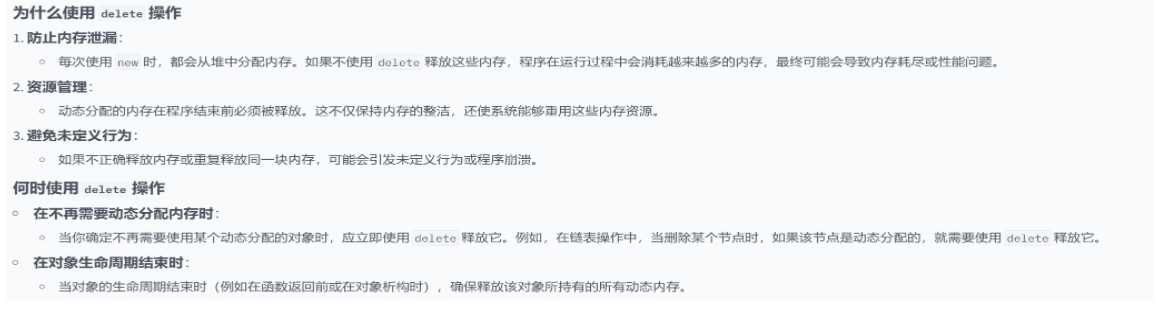 为什么使用 delete 操作
1. 防止内存泄漏：
○ 每次使用 new 时，都会从堆中分配内存。如果不使用 delete 释放这些内存，程序在运行过程中会消耗越来越多的内存，最终可能会导致内存耗尽或性能问题。
2. 资源管理：
○ 动态分配的内存在程序结束前必须被释放。这不仅保持内存的整洁，还使系统能够重用这些内存资源。
3. 避免未定义行为：
○ 如果不正确释放内存或重复释放同一块内存，可能会引发未定义行为或程序崩溃。
何时使用 delete 操作
○ 在不再需要动态分配内存时：
○ 当你确定不再需要使用某个动态分配的对象时，应立即使用 delete 释放它。例如，在链表操作中，当删除某个节点时，如果该节点是动态分配的，就需要使用 delete 释放它。
○ 在对象生命周期结束时：
○ 当对象的生命周期结束时（例如在函数返回前或在对象析构时），确保释放该对象所持有的所有动态内存。